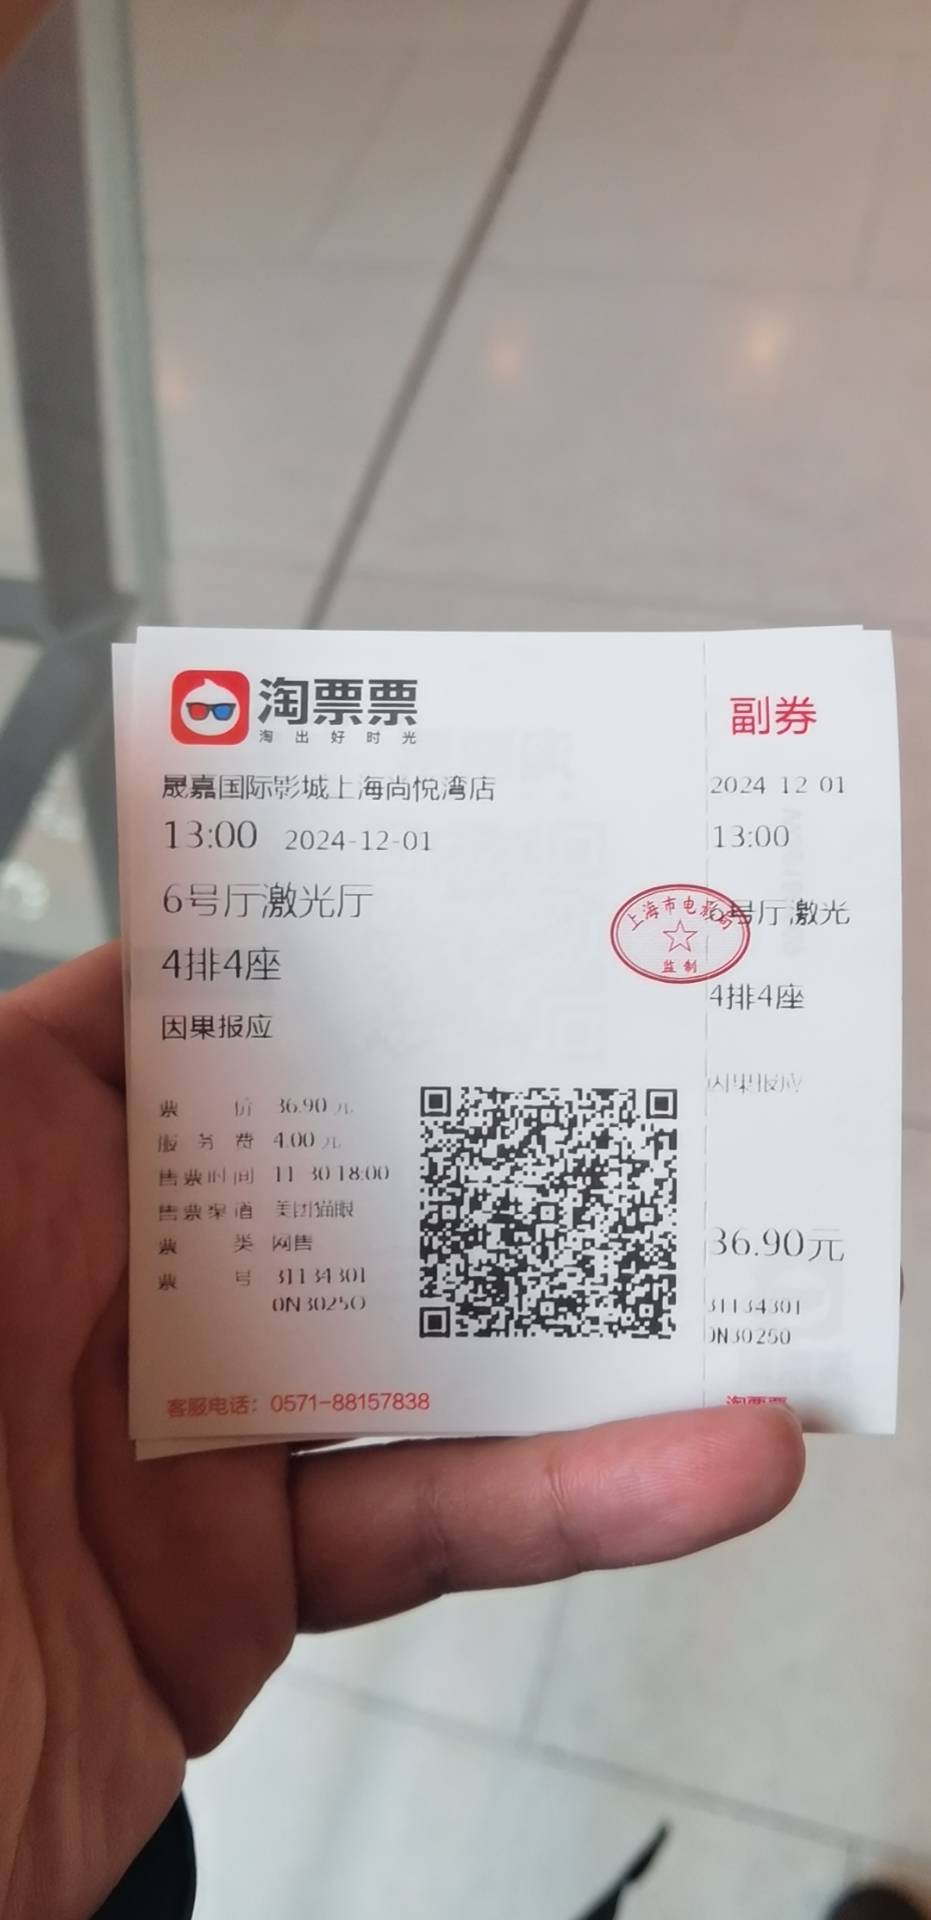 淘票票
淘出好时光
晟嘉国际影城上海尚悦湾店
13:00 2024-12-01
6号厅激光厅
4排4座
因果报应
票价 36.90元
服务费 4.00元
售票时间 11 30 18:00
售票渠道 美团猫眼
票类 网售
票号 31134301
0N30250
客服电话：0571-88157838
上海市电影局
监制
副券
2024 12 01
13:00
6号厅激光
4排4座
因果报应
36.90元
31134301
0N30250
淘票票